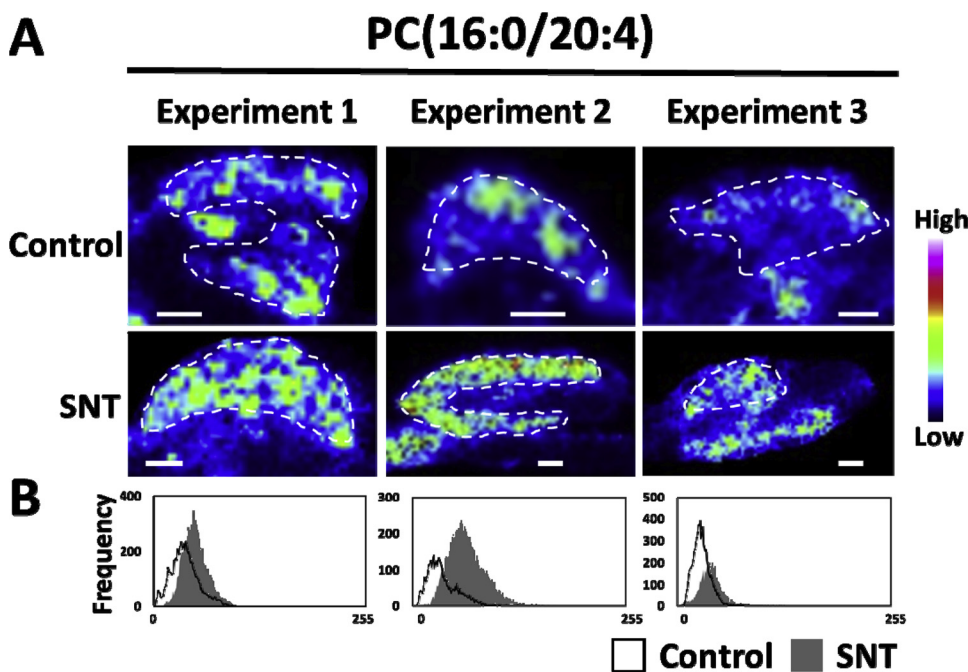 A
PC(16:0/20:4)
Experiment 1 Experiment 2 Experiment 3
Control
High
SNT
Low
B
Frequency
400
200
0
0 255
300
200
100
0
0 255
500
400
300
200
100
0
0 255
Control SNT